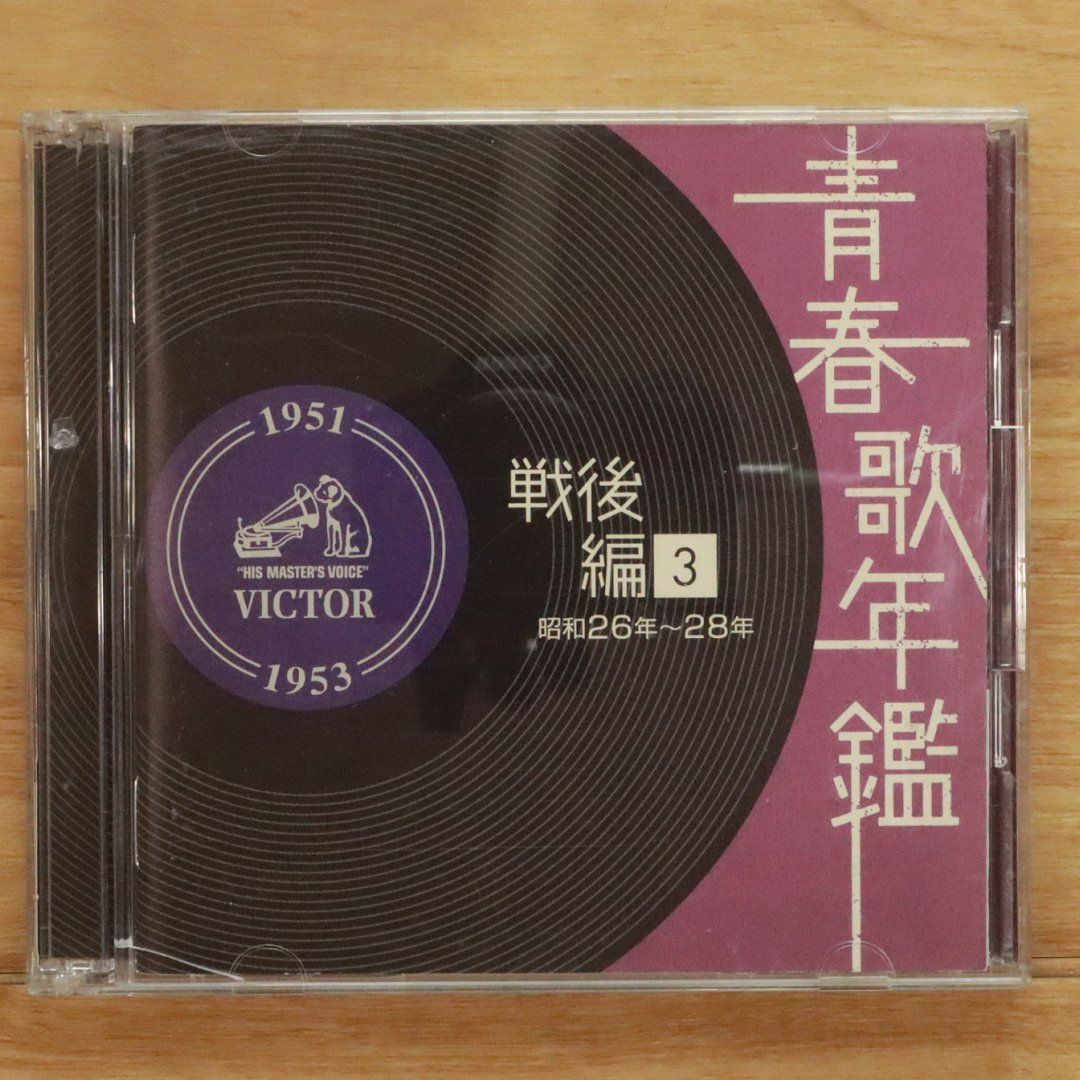 青春歌年鑑
戦後
編 3
昭和26年～28年
1951
"HIS MASTER'S VOICE"
VICTOR
1953